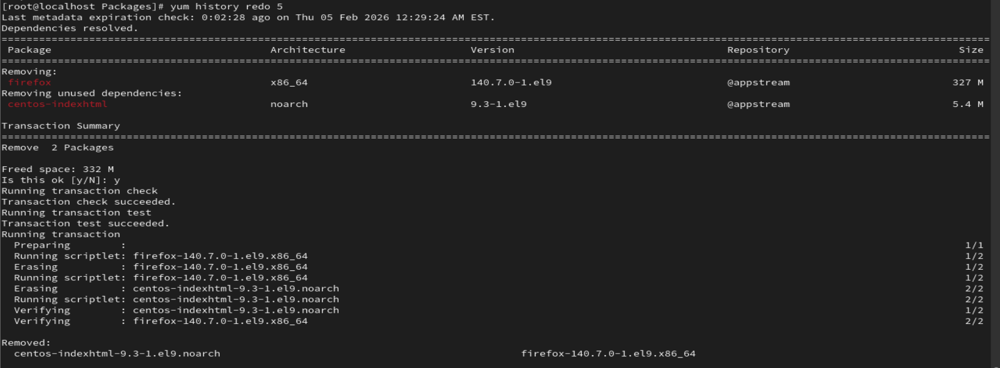 [root@localhost Packages]# yum history redo 5
Last metadata expiration check: 0:02:28 ago on Thu 05 Feb 2026 12:29:24 AM EST.
Dependencies resolved.
================================================================================
Package Architecture Version Repository Size
================================================================================
Removing:
firefox x86_64 140.7.0-1.el9 @appstream 327 M
Removing unused dependencies:
centos-indexhtml noarch 9.3-1.el9 @appstream 5.4 M
Transaction Summary
================================================================================
Remove 2 Packages
Freed space: 332 M
Is this ok [y/N]: y
Running transaction check
Transaction check succeeded.
Running transaction test
Transaction test succeeded.
Running transaction
Preparing : 1/1
Running scriptlet: firefox-140.7.0-1.el9.x86_64 1/2
Erasing : firefox-140.7.0-1.el9.x86_64 1/2
Running scriptlet: firefox-140.7.0-1.el9.x86_64 1/2
Erasing : centos-indexhtml-9.3-1.el9.noarch 2/2
Running scriptlet: centos-indexhtml-9.3-1.el9.noarch 2/2
Verifying : centos-indexhtml-9.3-1.el9.noarch 1/2
Verifying : firefox-140.7.0-1.el9.x86_64 2/2
Removed:
centos-indexhtml-9.3-1.el9.noarch firefox-140.7.0-1.el9.x86_64